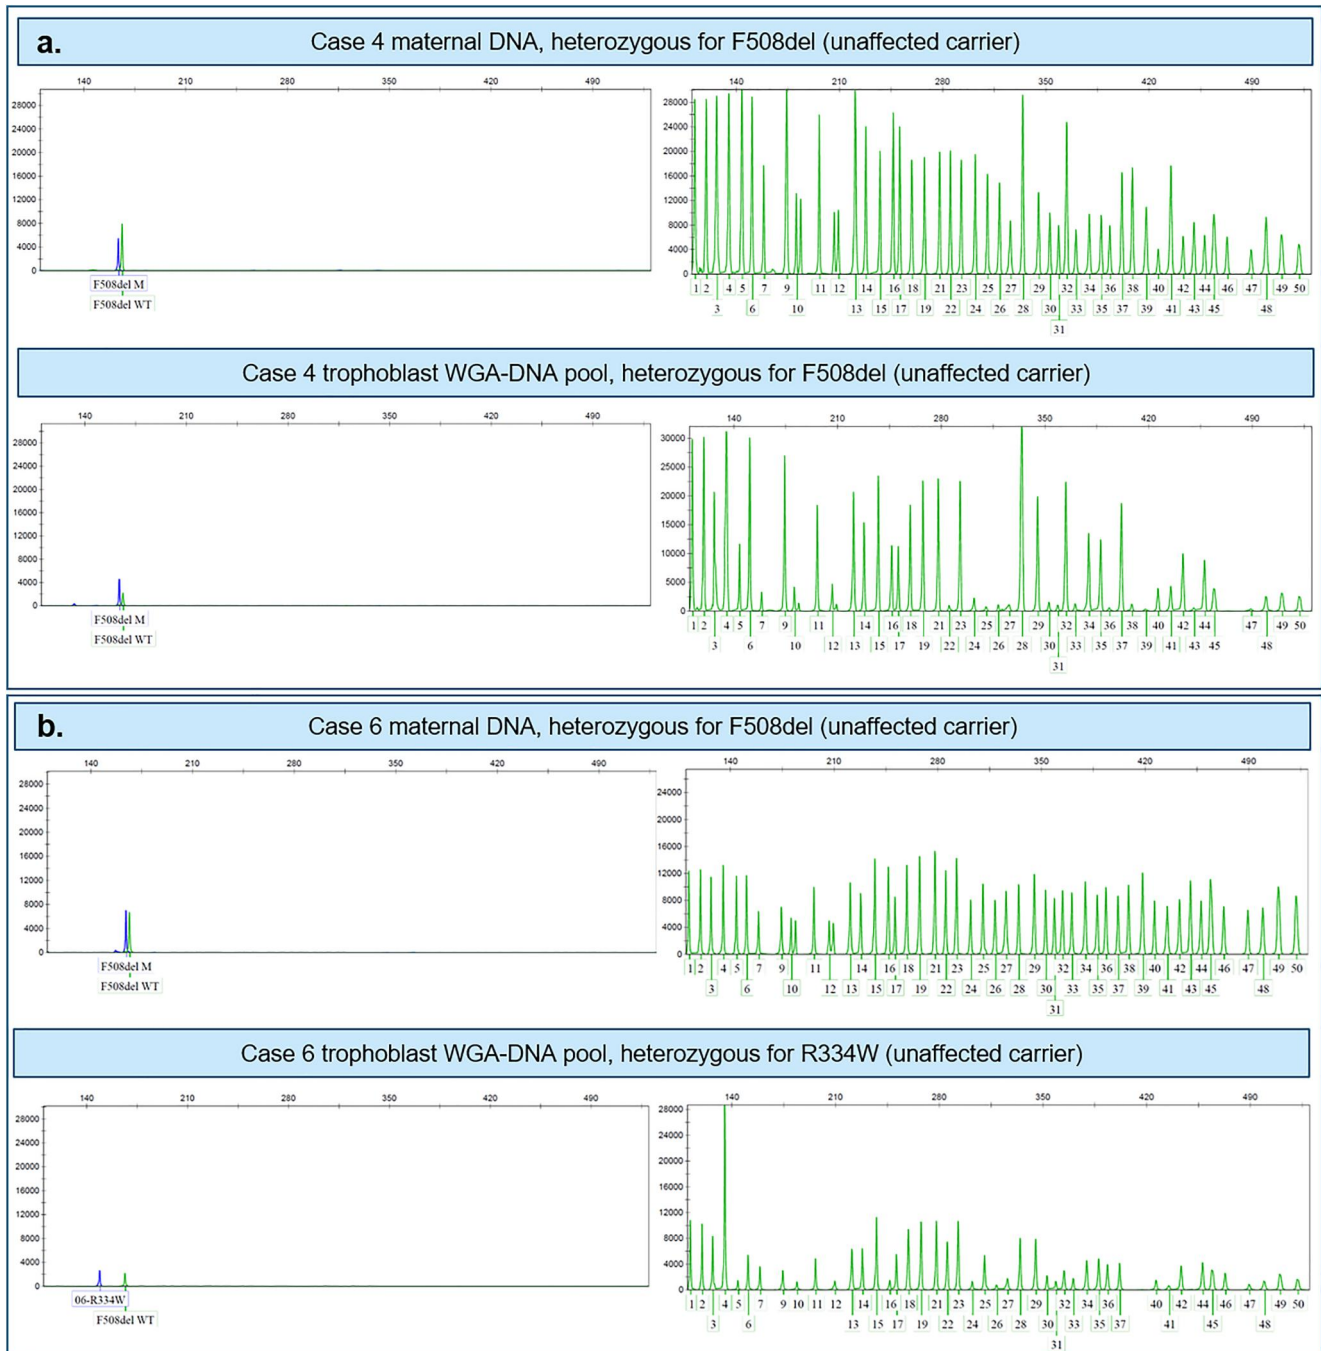 a.
Case 4 maternal DNA, heterozygous for F508del (unaffected carrier)
140 210 280 350 420 490
28000
24000
20000
16000
12000
8000
4000
0
F508del M
F508del WT
140 210 280 350 420 490
28000
24000
20000
16000
12000
8000
4000
0
1 2 4 5 7 9 11 12 14 16 18 21 23 25 27 29 32 34 36 38 40 42 44 46 47 49 50
3 6 10 13 15 17 19 22 24 26 28 30 33 35 37 39 41 43 45 48
31
Case 4 trophoblast WGA-DNA pool, heterozygous for F508del (unaffected carrier)
140 210 280 350 420 490
28000
24000
20000
16000
12000
8000
4000
0
F508del M
F508del WT
140 210 280 350 420 490
30000
25000
20000
15000
10000
5000
0
1 2 4 5 7 9 11 14 16 18 21 23 25 27 29 32 34 36 38 40 42 44 47 49 50
3 6 10 12 13 15 17 19 22 24 26 28 30 33 35 37 39 41 43 45 48
31
b.
Case 6 maternal DNA, heterozygous for F508del (unaffected carrier)
140 210 280 350 420 490
28000
24000
20000
16000
12000
8000
4000
0
F508del M
F508del WT
140 210 280 350 420 490
24000
20000
16000
12000
8000
4000
0
1 2 4 5 7 9 11 14 16 18 21 23 25 27 29 32 34 36 38 40 42 44 46 47 49 50
3 6 10 12 13 15 17 19 22 24 26 28 30 33 35 37 39 41 43 45 48
31
Case 6 trophoblast WGA-DNA pool, heterozygous for R334W (unaffected carrier)
140 210 280 350 420 490
28000
24000
20000
16000
12000
8000
4000
0
06-R334W
F508del WT
140 210 280 350 420 490
28000
24000
20000
16000
12000
8000
4000
0
1 2 4 5 7 9 10 11 12 14 16 18 21 23 25 27 29 32 34 36 40 42 44 46 47 49 50
3 6 13 15 17 19 22 24 26 28 30 33 35 37 41 45 48
31